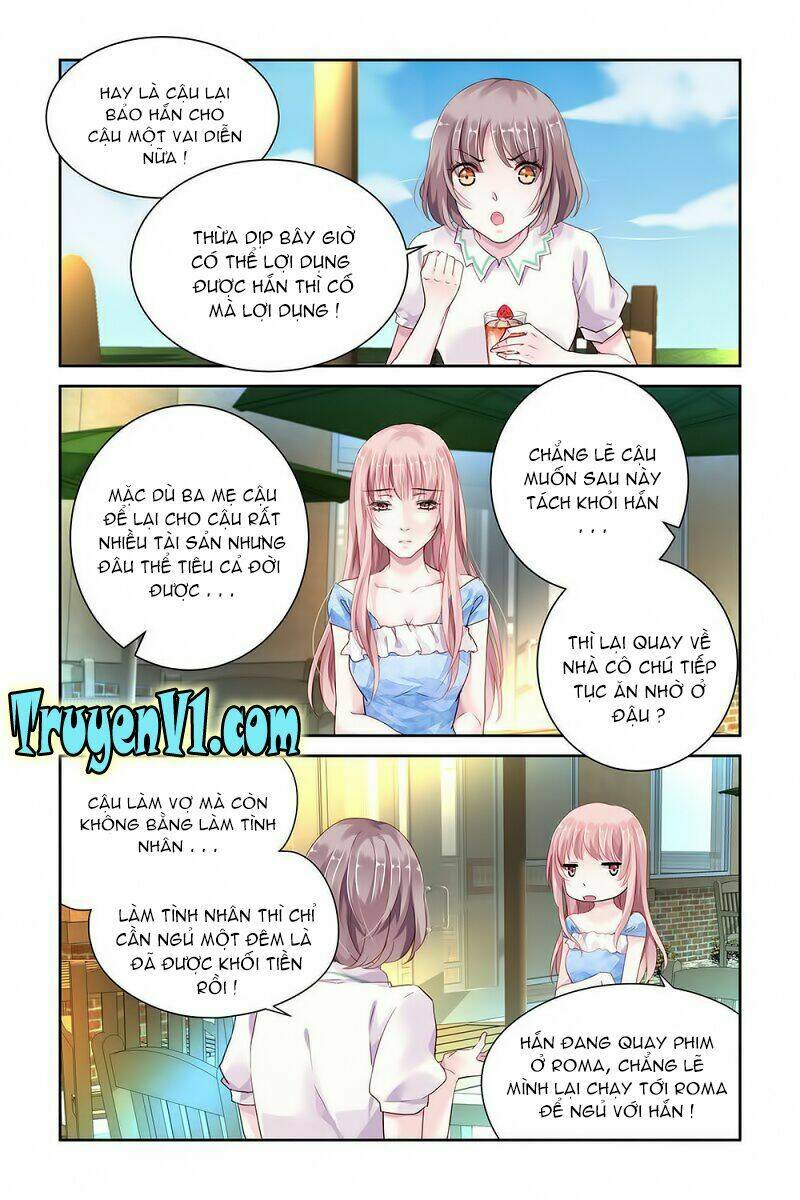 HAY LÀ CẬU LẠI
BẢO HẮN CHO
CẬU MỘT VAI DIỄN
NỮA !
THỪA DỊP BÂY GIỜ
CÓ THỂ LỢI DỤNG
ĐƯỢC HẮN THÌ CỐ
MÀ LỢI DỤNG !
MẶC DÙ BA MẸ CẬU
ĐỂ LẠI CHO CẬU RẤT
NHIỀU TÀI SẢN NHƯNG
ĐÂU THỂ TIÊU CẢ ĐỜI
ĐƯỢC . . .
CHẲNG LẼ CẬU
MUỐN SAU NÀY
TÁCH KHỎI HẮN
. . .
THÌ LẠI QUAY VỀ
NHÀ CÔ CHÚ TIẾP
TỤC ĂN NHỜ Ở
ĐẬU ?
TruyenV1.com
CẬU LÀM VỢ MÀ CÒN
KHÔNG BẰNG LÀM TÌNH
NHÂN . . .
LÀM TÌNH NHÂN THÌ CHỈ
CẦN NGỦ MỘT ĐÊM LÀ
ĐÃ ĐƯỢC KHỐI TIỀN
RỒI !
HẮN ĐANG QUAY PHIM
Ở ROMA, CHẲNG LẼ
MÌNH LẠI CHẠY TỚI ROMA
ĐỂ NGỦ VỚI HẮN !